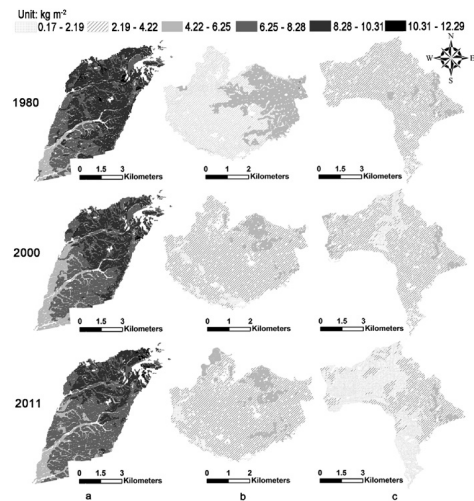 Unit: kg m-2
0.17 - 2.19 2.19 - 4.22 4.22 - 6.25 6.25 - 8.28 8.28 - 10.31 10.31 - 12.29
N
W E
S
1980
0 1.5 3 Kilometers 0 1 2 Kilometers 0 1.5 3 Kilometers
2000
0 1.5 3 Kilometers 0 1 2 Kilometers 0 1.5 3 Kilometers
2011
0 1.5 3 Kilometers 0 1 2 Kilometers 0 1.5 3 Kilometers
a b c